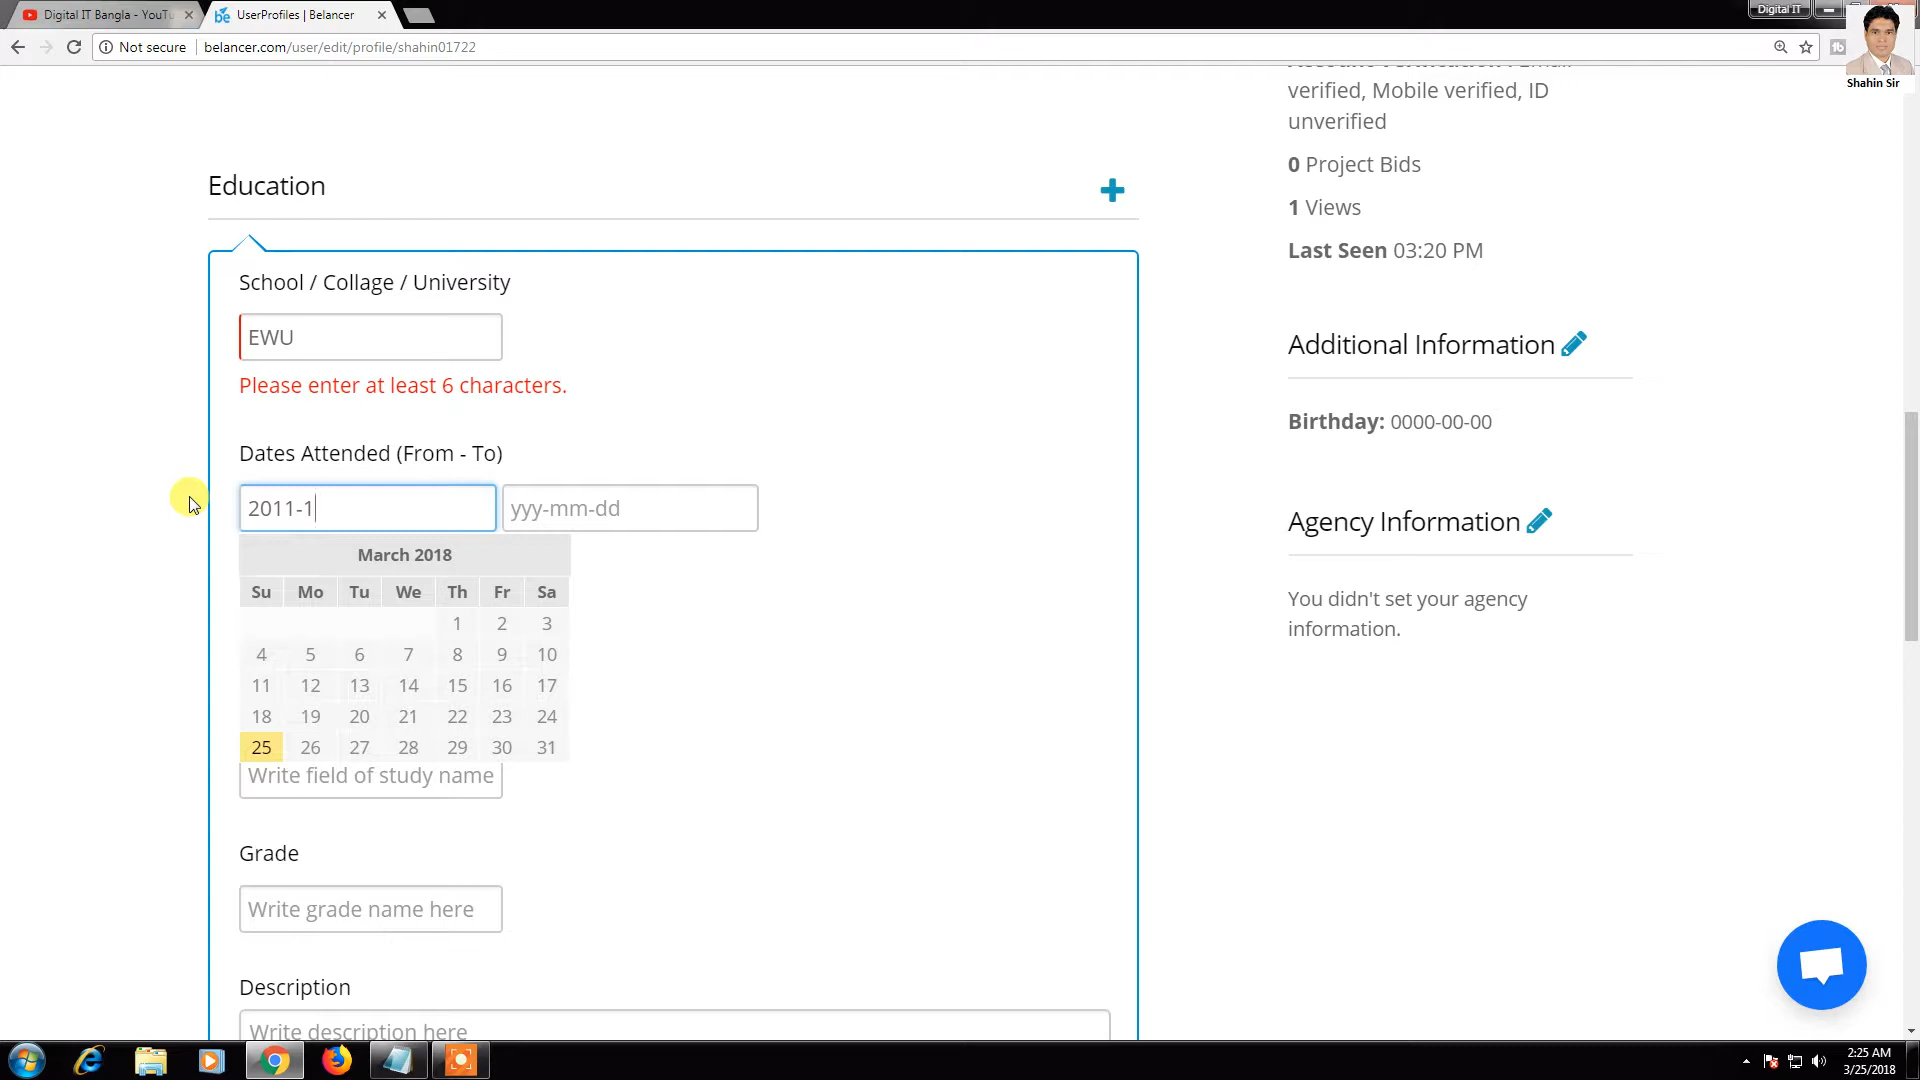 Digital IT Bangla - YouTu
UserProfiles | Belancer
Digital IT
Not secure
belancer.com/user/edit/profile/shahin01722
Shahin Sir
verified, Mobile verified, ID
unverified
0 Project Bids
1 Views
Last Seen 03:20 PM
Additional Information
Birthday: 0000-00-00
Agency Information
You didn't set your agency
information.
Education
School / Collage / University
EWU
Please enter at least 6 characters.
Dates Attended (From - To)
2011-1
yyy-mm-dd
March 2018
Su Mo Tu We Th Fr Sa
1 2 3
4 5 6 7 8 9 10
11 12 13 14 15 16 17
18 19 20 21 22 23 24
25 26 27 28 29 30 31
Write field of study name
Grade
Write grade name here
Description
Write description here
2:25 AM
3/25/2018